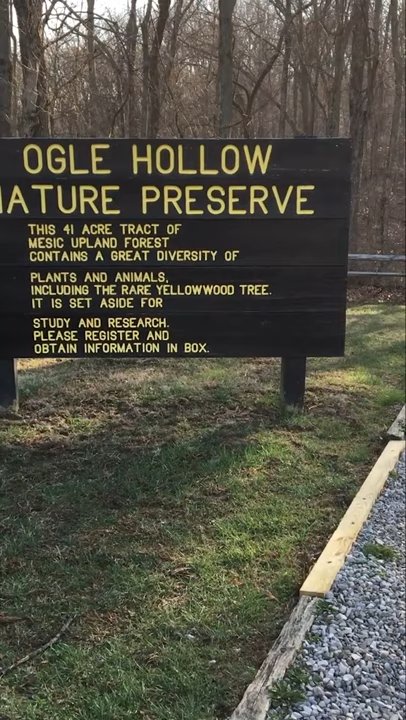 OGLE HOLLOW
NATURE PRESERVE
THIS 41 ACRE TRACT OF
MESIC UPLAND FOREST
CONTAINS A GREAT DIVERSITY OF
PLANTS AND ANIMALS,
INCLUDING THE RARE YELLOWWOOD TREE.
IT IS SET ASIDE FOR
STUDY AND RESEARCH.
PLEASE REGISTER AND
OBTAIN INFORMATION IN BOX.